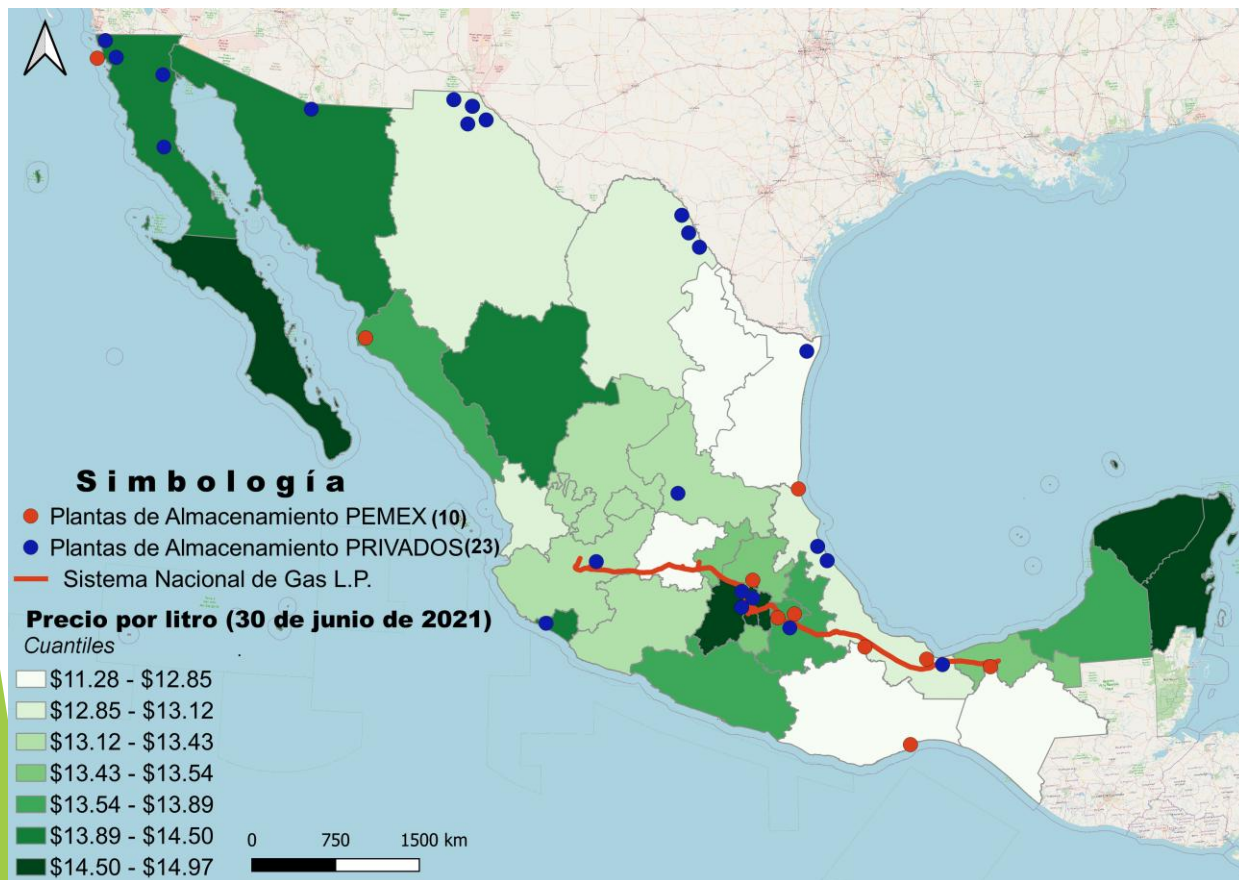 Simbología
Plantas de Almacenamiento PEMEX (10)
Plantas de Almacenamiento PRIVADOS(23)
Sistema Nacional de Gas L.P.
Precio por litro (30 de junio de 2021)
Cuantiles
$11.28 - $12.85
$12.85 - $13.12
$13.12 - $13.43
$13.43 - $13.54
$13.54 - $13.89
$13.89 - $14.50
$14.50 - $14.97
0 750 1500 km